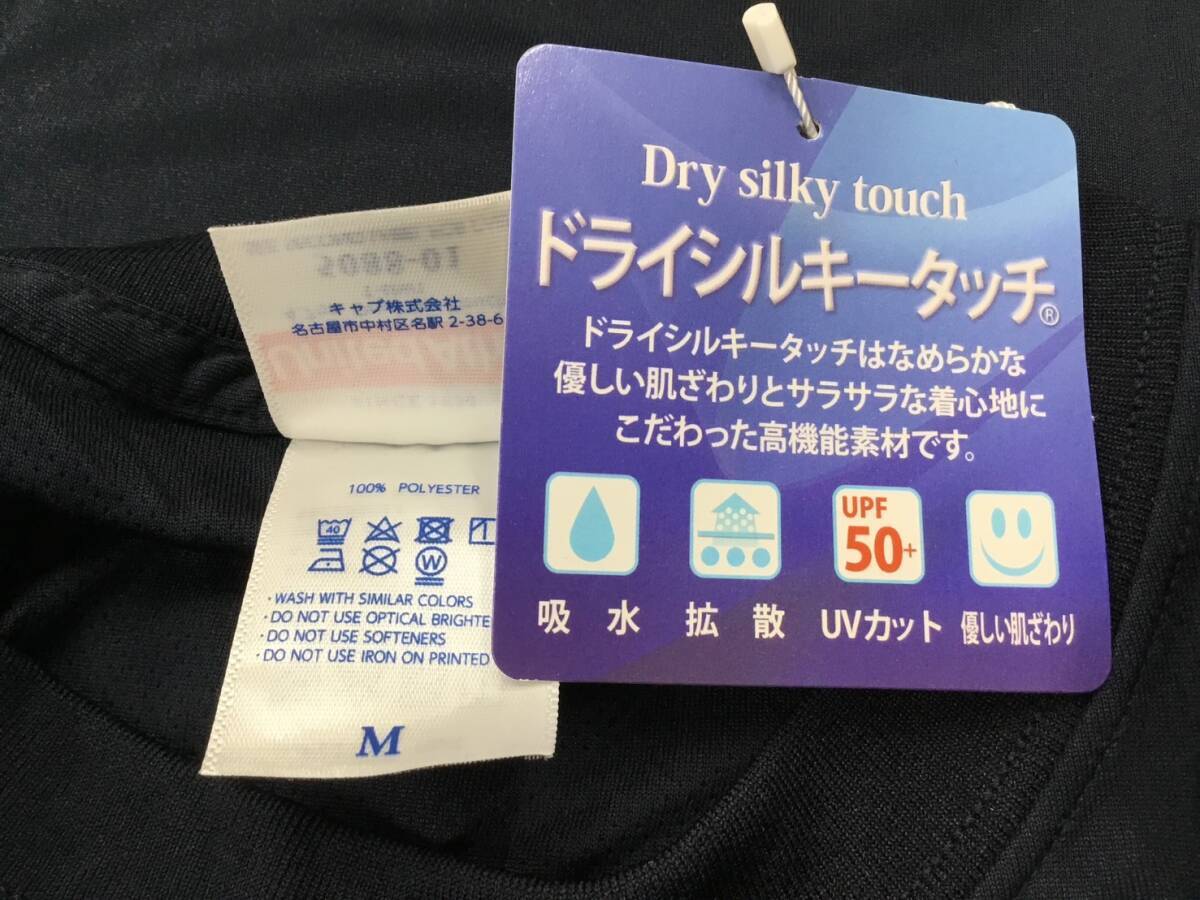 Dry silky touch
ドライシルキータッチ®
ドライシルキータッチはなめらかな
優しい肌ざわりとサラサラな着心地に
こだわった高機能素材です。
UPF
50+
吸水 拡散 UVカット 優しい肌ざわり
5088-01
キャブ株式会社
名古屋市中村区名駅 2-38-6
100% POLYESTER
40
W
・WASH WITH SIMILAR COLORS
・DO NOT USE OPTICAL
・DO NOT USE SOFTENERS
・DO NOT USE IRON ON PRINTED
M